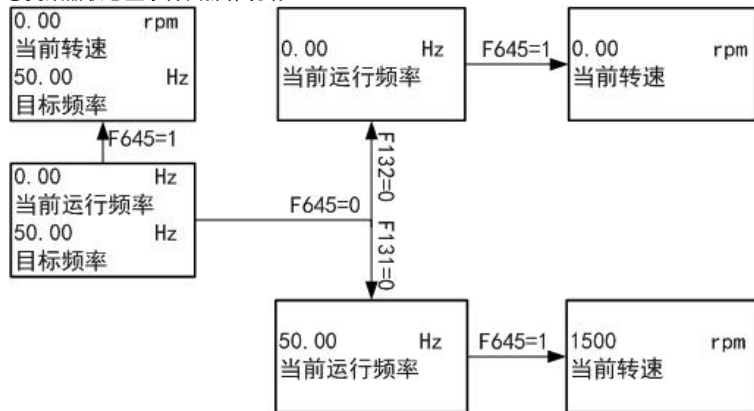 0.00 rpm
当前转速
50.00 Hz
目标频率
F645=1
0.00 Hz
当前运行频率
50.00 Hz
目标频率
F645=0
F132=0
F131=0
0.00 Hz
当前运行频率
F645=1
0.00 rpm
当前转速
50.00 Hz
当前运行频率
F645=1
1500 rpm
当前转速